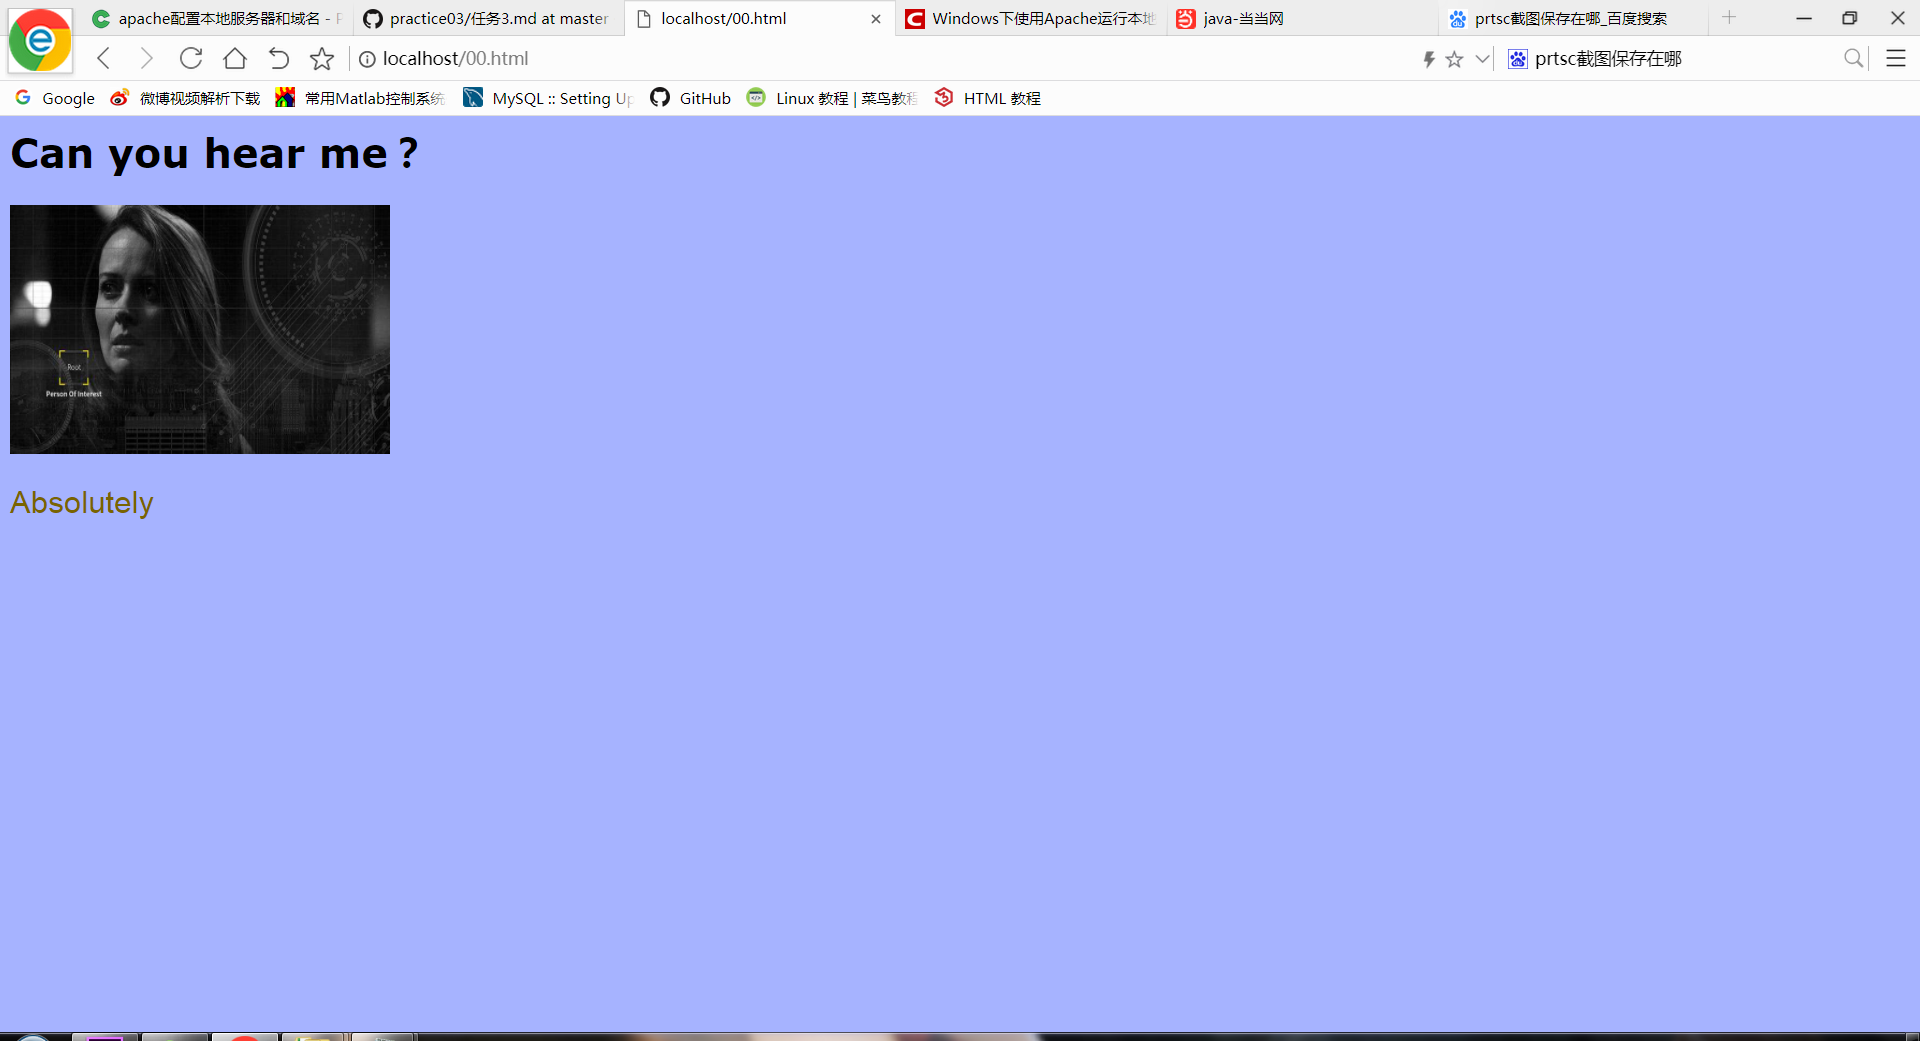 apache配置本地服务器和域名 -
practice03/任务3.md at master
localhost/00.html
Windows下使用Apache运行本地
java-当当网
prtsc截图保存在哪_百度搜索
localhost/00.html
prtsc截图保存在哪
Google
微博视频解析下载
常用Matlab控制系统
MySQL :: Setting Up
GitHub
Linux 教程 | 菜鸟教程
HTML 教程
Can you hear me？
Root
Person Of Interest
Absolutely